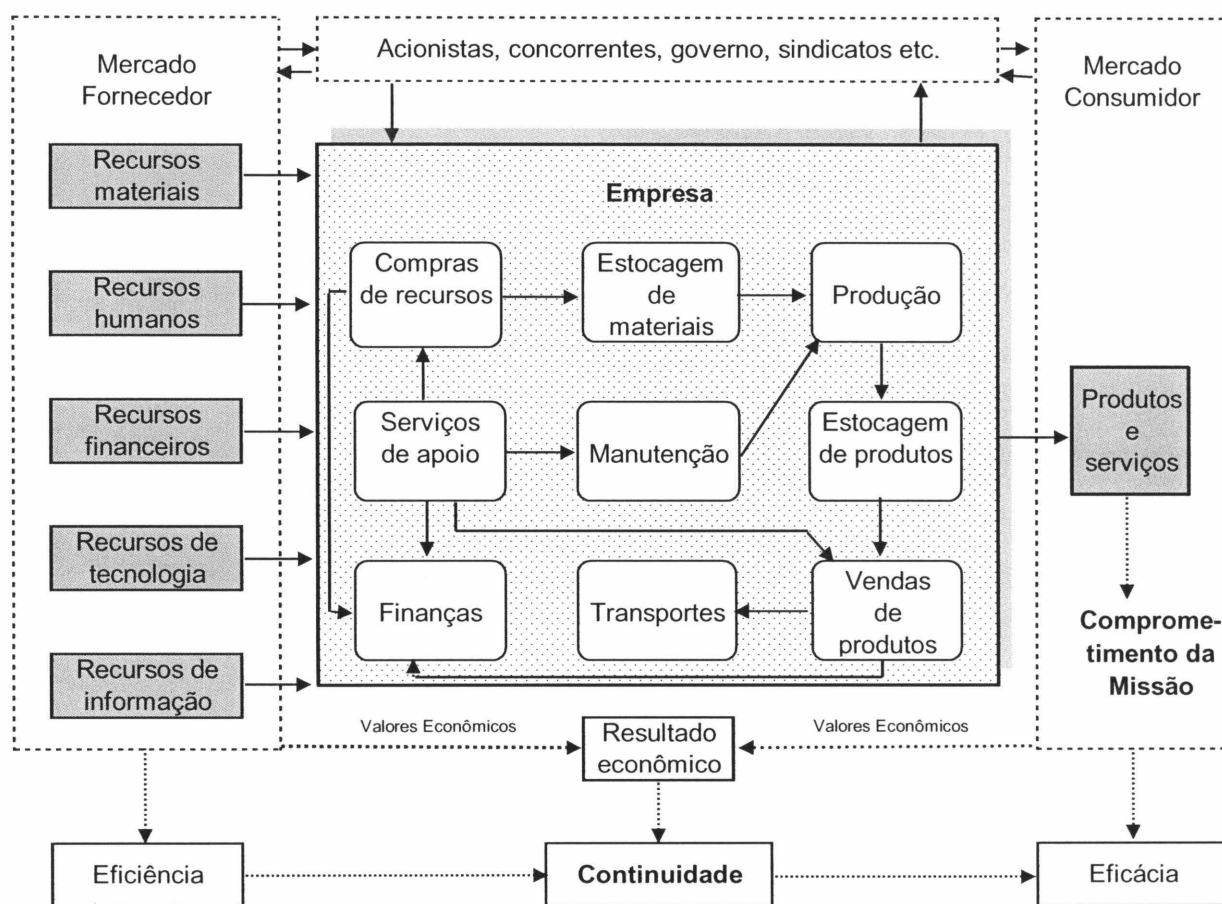 Acionistas, concorrentes, governo, sindicatos etc.
Mercado
Fornecedor
Mercado
Consumidor
Recursos
materiais
Recursos
humanos
Recursos
financeiros
Recursos de
tecnologia
Recursos de
informação
Empresa
Compras
de recursos
Estocagem
de
materiais
Produção
Serviços
de apoio
Manutenção
Estocagem
de produtos
Finanças
Transportes
Vendas
de
produtos
Produtos
e
serviços
Comprome-
timento da
Missão
Valores Econômicos
Resultado
econômico
Valores Econômicos
Eficiência
Continuidade
Eficácia